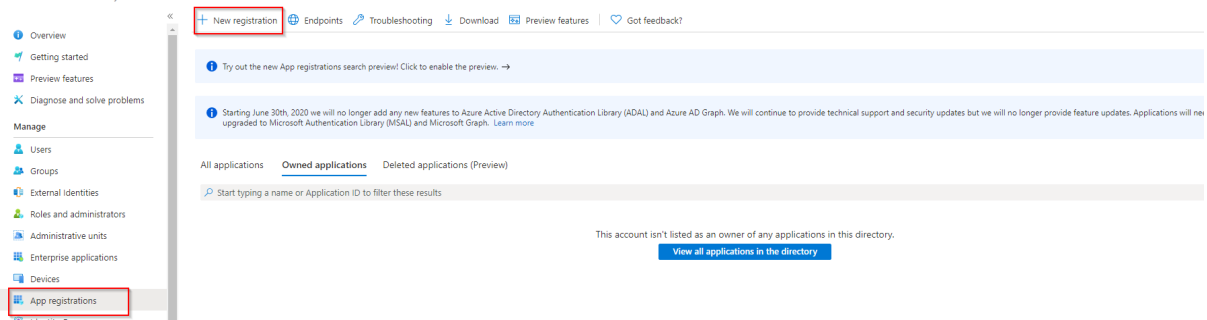 «
Overview
Getting started
Preview features
Diagnose and solve problems
Manage
Users
Groups
External Identities
Roles and administrators
Administrative units
Enterprise applications
Devices
App registrations
+ New registration Endpoints Troubleshooting Download Preview features Got feedback?
Try out the new App registrations search preview! Click to enable the preview. →
Starting June 30th, 2020 we will no longer add any new features to Azure Active Directory Authentication Library (ADAL) and Azure AD Graph. We will continue to provide technical support and security updates but we will no longer provide feature updates. Applications will nee
upgraded to Microsoft Authentication Library (MSAL) and Microsoft Graph. Learn more
All applications Owned applications Deleted applications (Preview)
Start typing a name or Application ID to filter these results
This account isn't listed as an owner of any applications in this directory.
View all applications in the directory